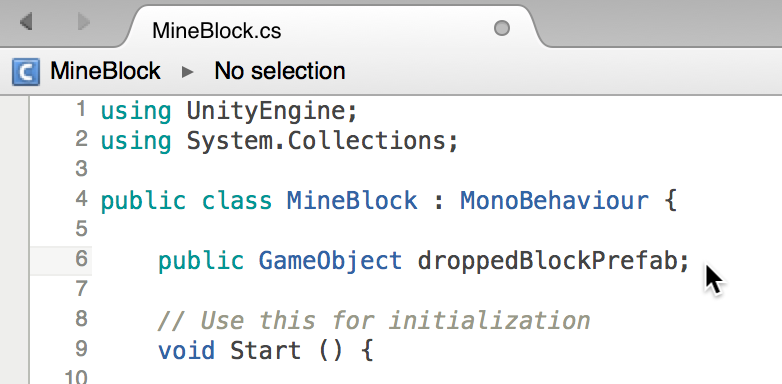 MineBlock.cs
C MineBlock ▸ No selection
1 using UnityEngine;
2 using System.Collections;
3
4 public class MineBlock : MonoBehaviour {
5
6 public GameObject droppedBlockPrefab;
7
8 // Use this for initialization
9 void Start () {
10